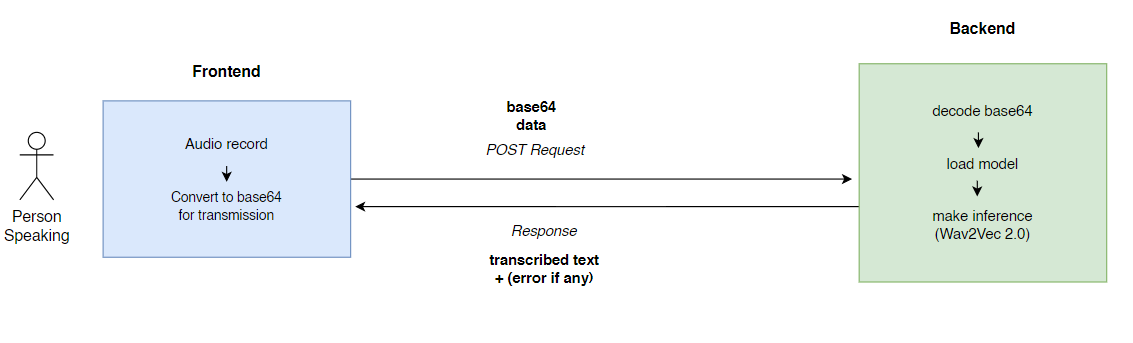 Backend
Frontend
Person
Speaking
Audio record
Convert to base64
for transmission
base64
data
POST Request
Response
transcribed text
+ (error if any)
decode base64
load model
make inference
(Wav2Vec 2.0)